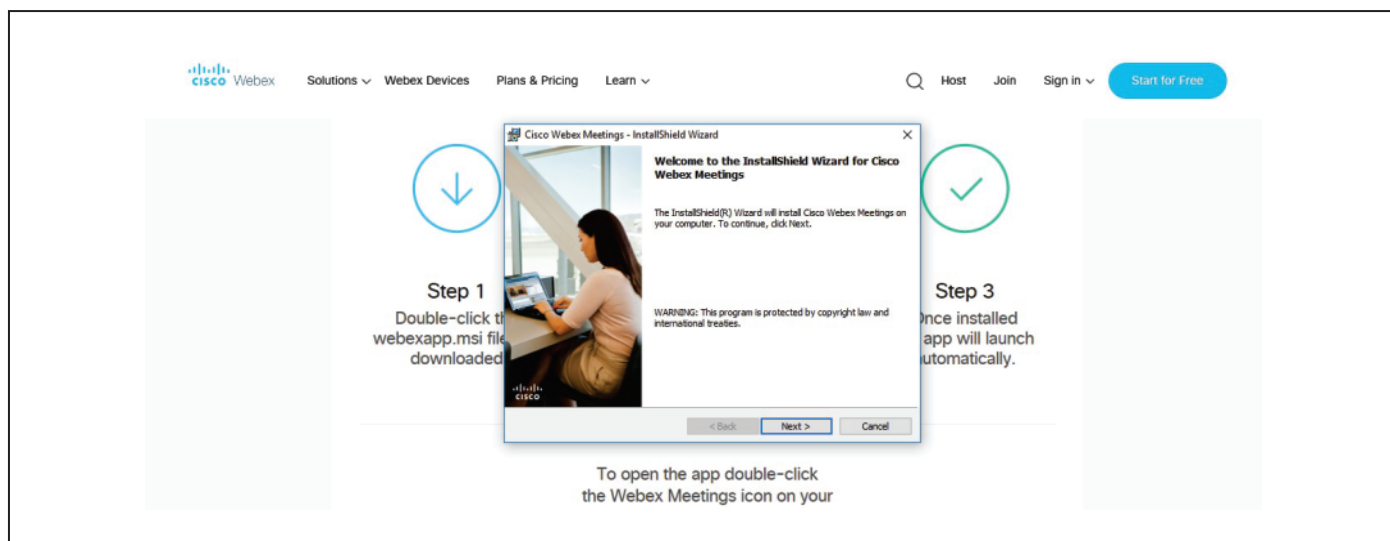 cisco Webex Solutions Webex Devices Plans & Pricing Learn Host Join Sign in Start for Free
Cisco Webex Meetings - InstallShield Wizard
Welcome to the InstallShield Wizard for Cisco
Webex Meetings
The InstallShield(R) Wizard will install Cisco Webex Meetings on
your computer. To continue, click Next.
WARNING: This program is protected by copyright law and
international treaties.
CISCO
< Back Next > Cancel
Step 1
Double-click
webexapp.msi
downloaded
Step 3
installed
app will launch
To open the app double-click
the Webex Meetings icon on your